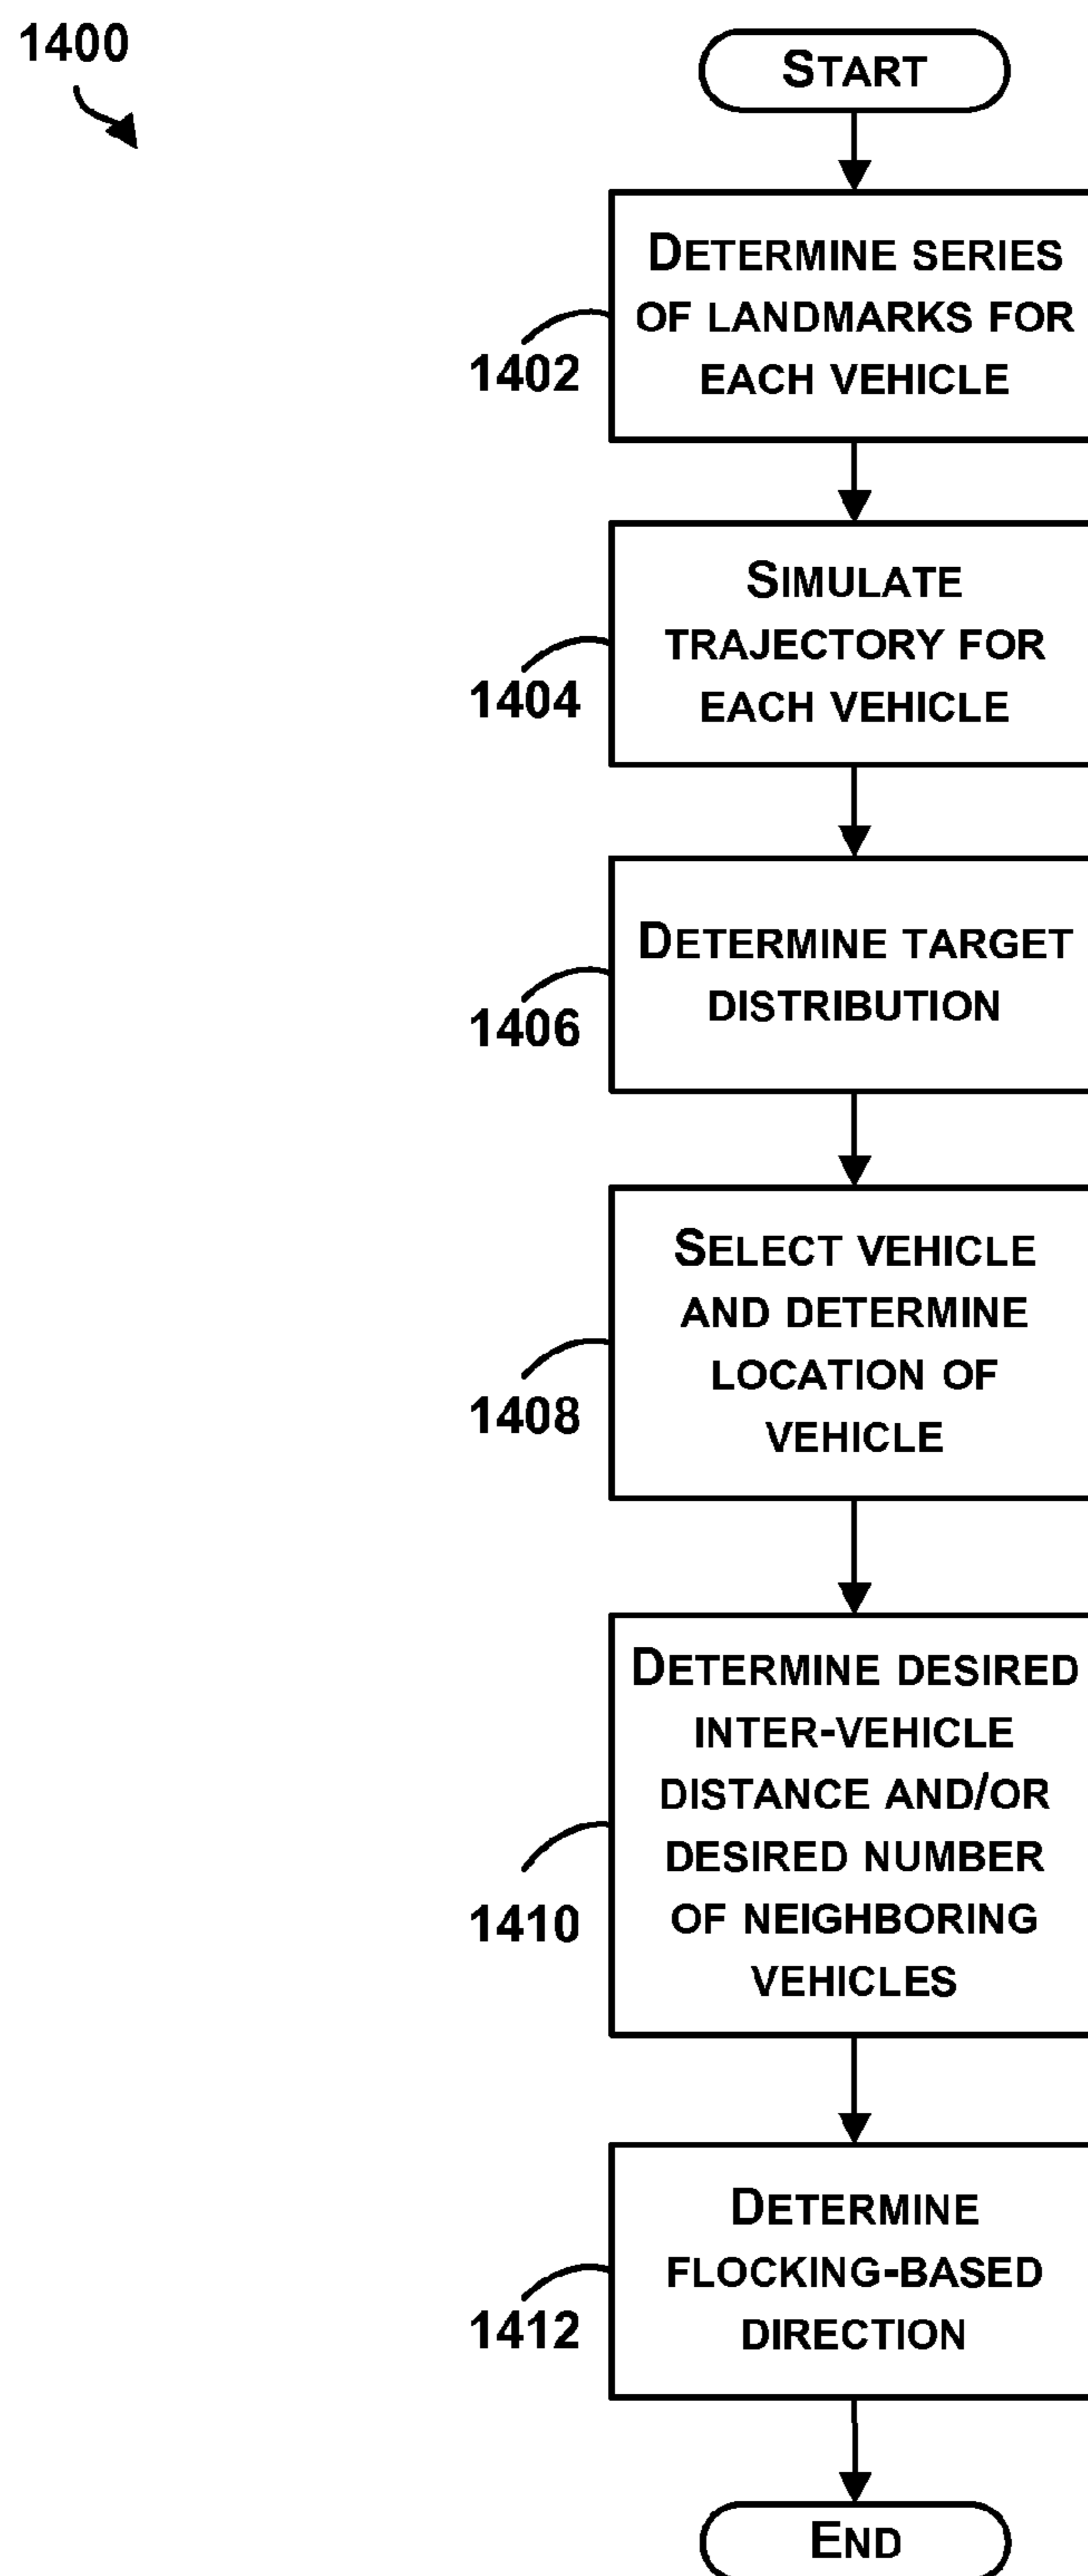 1400
START
DETERMINE SERIES
OF LANDMARKS FOR
EACH VEHICLE
1402
SIMULATE
TRAJECTORY FOR
EACH VEHICLE
1404
DETERMINE TARGET
DISTRIBUTION
1406
SELECT VEHICLE
AND DETERMINE
LOCATION OF
VEHICLE
1408
DETERMINE DESIRED
INTER-VEHICLE
DISTANCE AND/OR
DESIRED NUMBER
OF NEIGHBORING
VEHICLES
1410
DETERMINE
FLOCKING-BASED
DIRECTION
1412
END